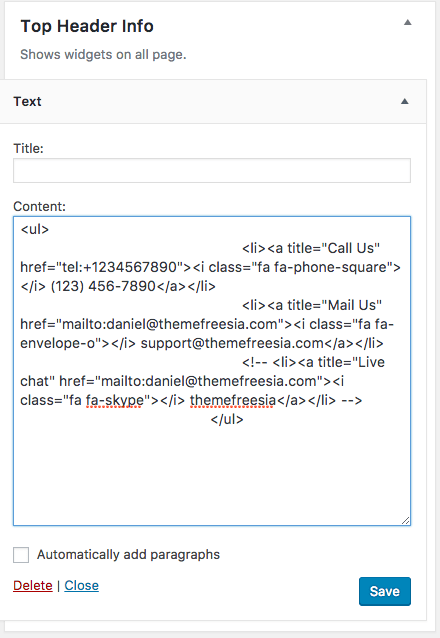 Top Header Info
Shows widgets on all page.
Text
Title:
Content:
<ul>
<li><a title="Call Us"
href="tel:+1234567890"><i class="fa fa-phone-square">
</i> (123) 456-7890</a></li>
<li><a title="Mail Us"
href="mailto:daniel@themefreesia.com"><i class="fa fa-
envelope-o"></i> support@themefreesia.com</a></li>
<!-- <li><a title="Live
chat" href="mailto:daniel@themefreesia.com"><i
class="fa fa-skype"></i> themefreesia</a></li> -->
</ul>
Automatically add paragraphs
Delete | Close
Save